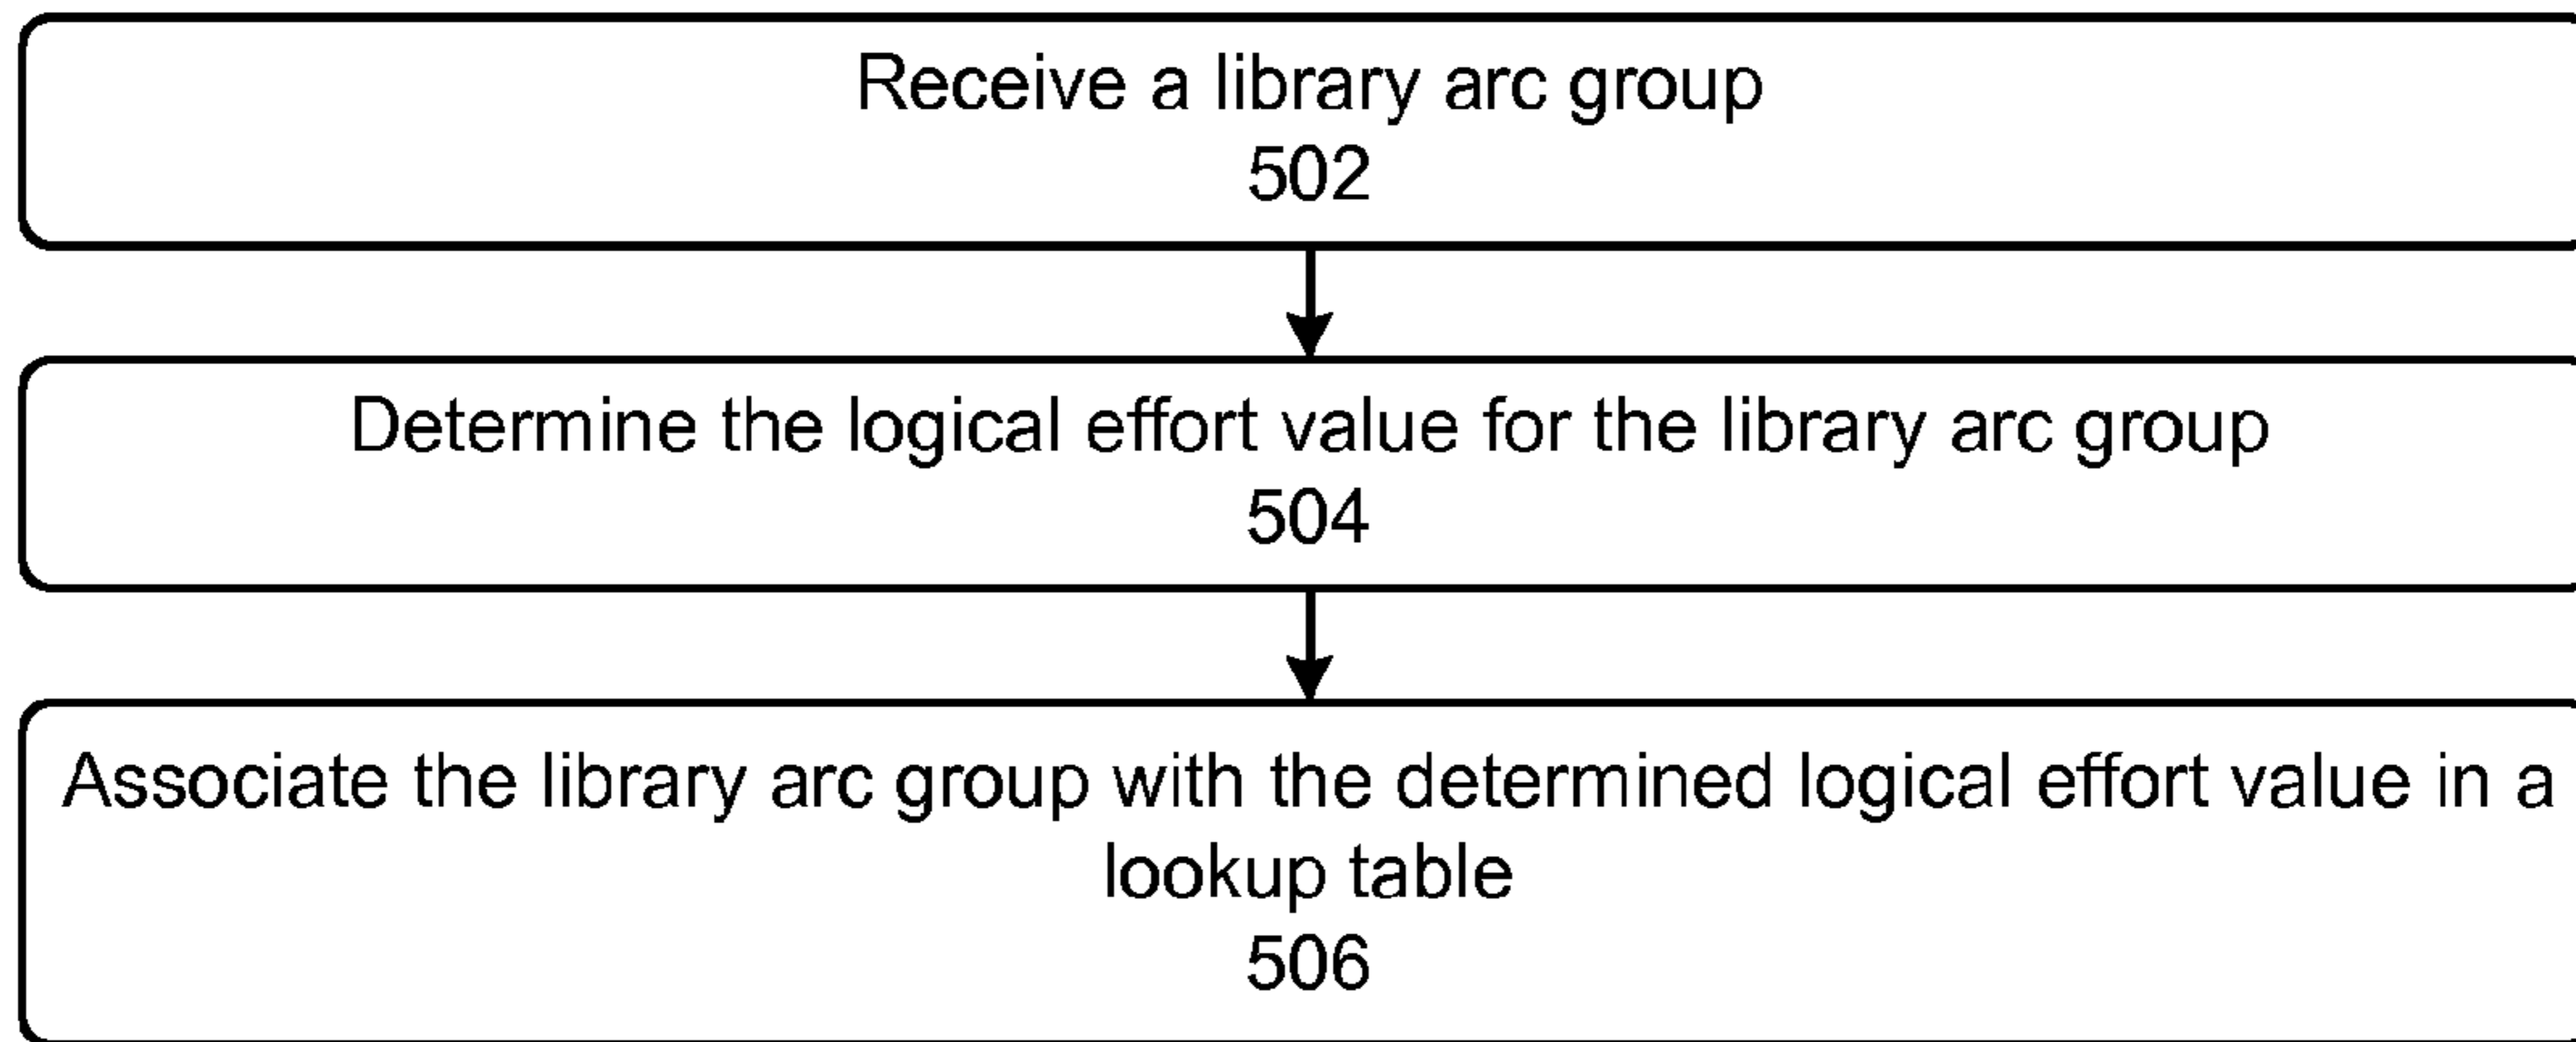 Receive a library arc group
502
Determine the logical effort value for the library arc group
504
Associate the library arc group with the determined logical effort value in a
lookup table
506